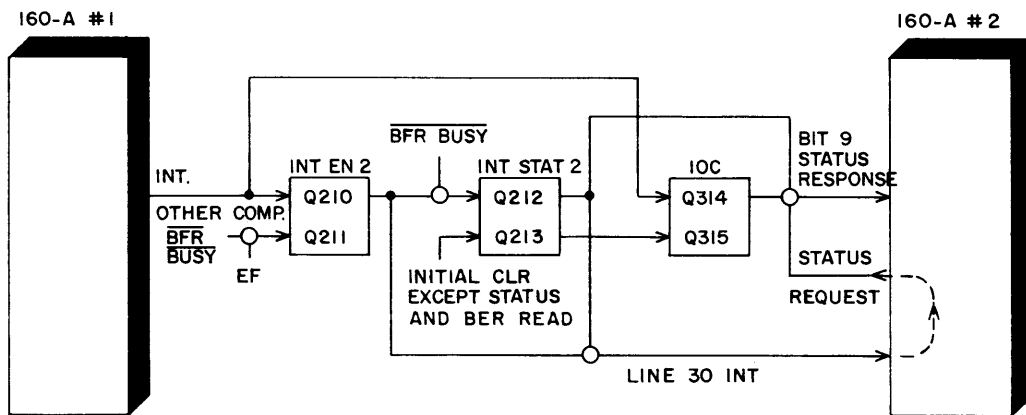 160-A #1
160-A #2
BFR BUSY
INT EN 2
INT STAT 2
IOC
BIT 9
STATUS
RESPONSE
INT.
OTHER COMP.
BFR
BUSY
EF
Q210
Q211
Q212
Q213
Q314
Q315
INITIAL CLR
EXCEPT STATUS
AND BER READ
STATUS
REQUEST
LINE 30 INT